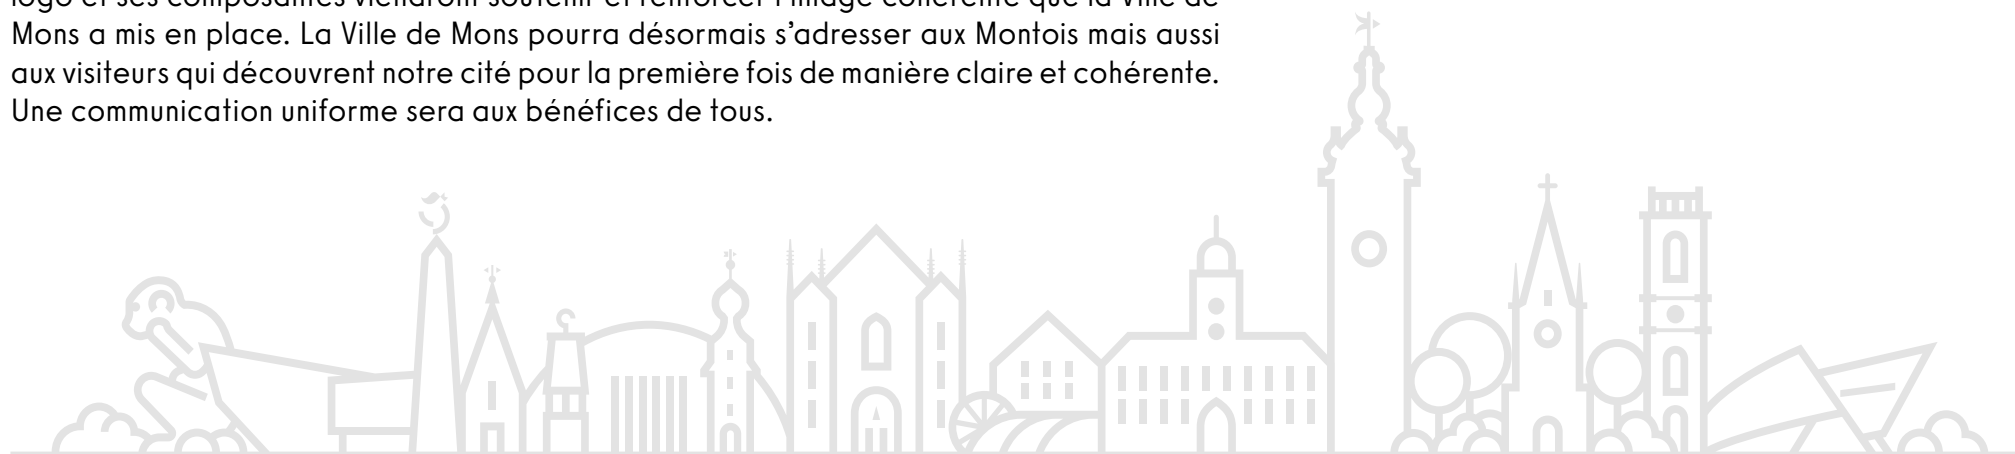 logo et ses composantes viendront soutenir et renforcer l'image cohérente que la Ville de
Mons a mis en place. La Ville de Mons pourra désormais s'adresser aux Montois mais aussi
aux visiteurs qui découvrent notre cité pour la première fois de manière claire et cohérente.
Une communication uniforme sera aux bénéfices de tous.